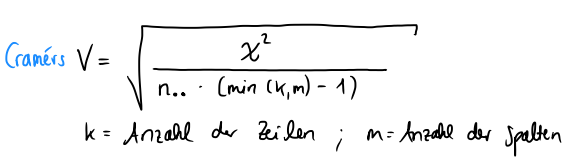 Cramérs V = √(χ² / (n.. · (min (k,m) - 1)))
k = Anzahl der Zeilen ; m = Anzahl der Spalten